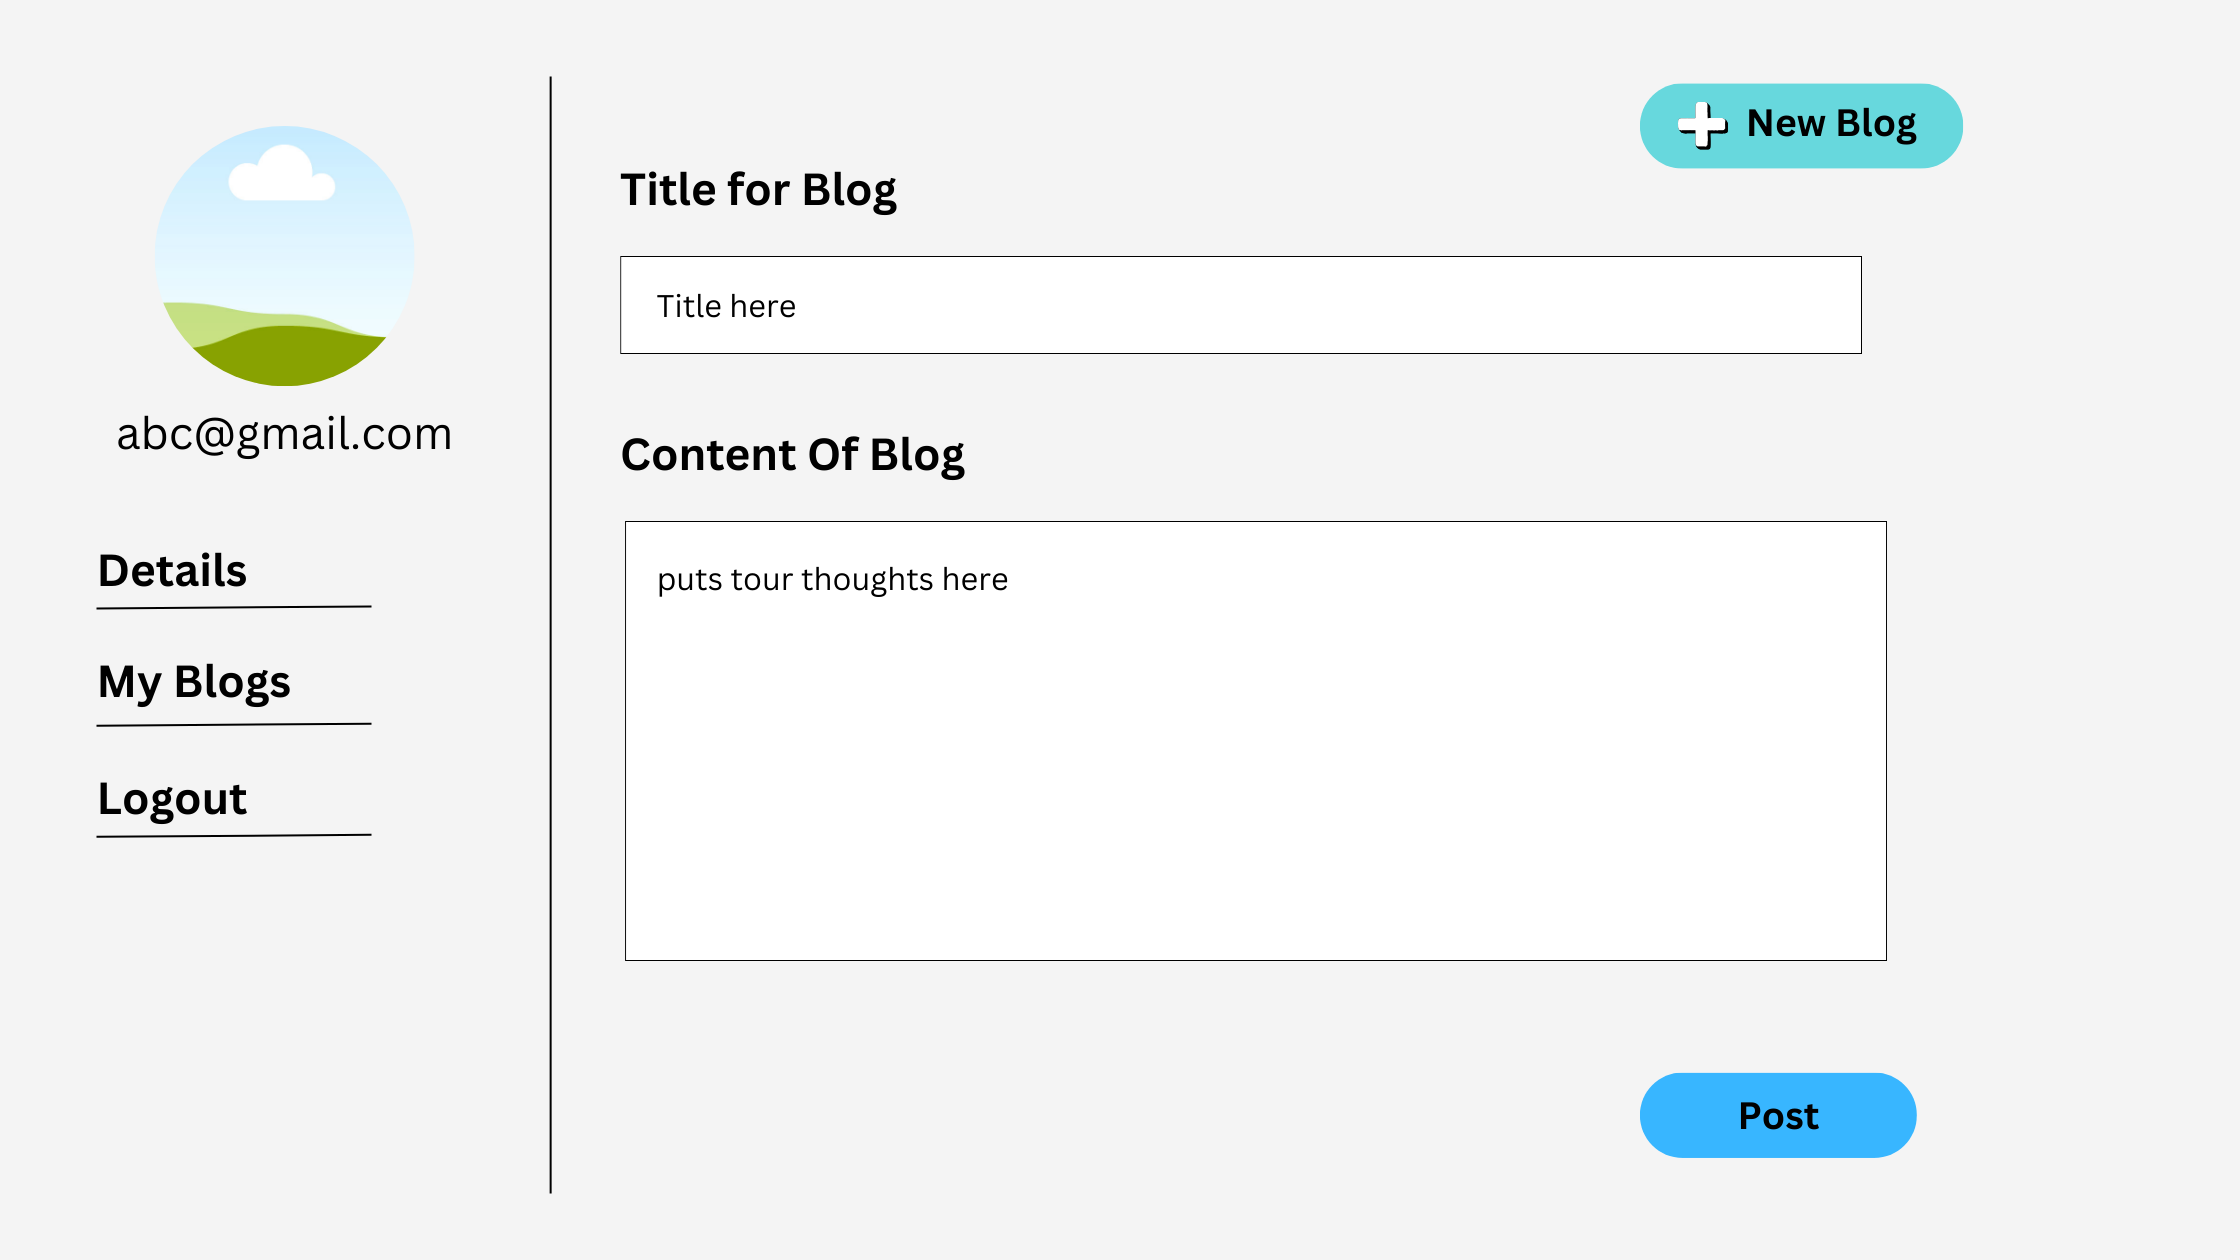 abc@gmail.com
Details
My Blogs
Logout
New Blog
Title for Blog
Title here
Content Of Blog
puts tour thoughts here
Post